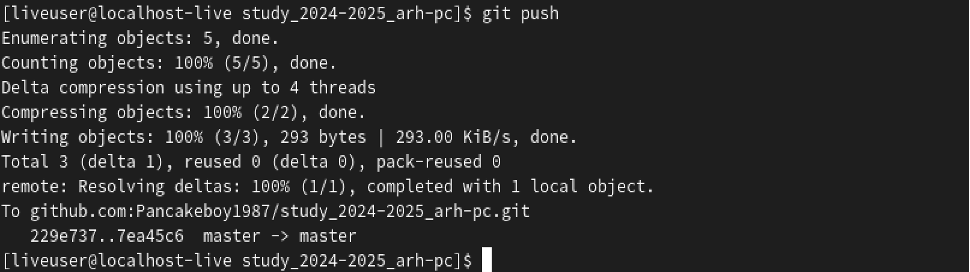 [liveuser@localhost-live study_2024-2025_arh-pc]$ git push
Enumerating objects: 5, done.
Counting objects: 100% (5/5), done.
Delta compression using up to 4 threads
Compressing objects: 100% (2/2), done.
Writing objects: 100% (3/3), 293 bytes | 293.00 KiB/s, done.
Total 3 (delta 1), reused 0 (delta 0), pack-reused 0
remote: Resolving deltas: 100% (1/1), completed with 1 local object.
To github.com:Pancakeboy1987/study_2024-2025_arh-pc.git
   229e737..7ea45c6  master -> master
[liveuser@localhost-live study_2024-2025_arh-pc]$